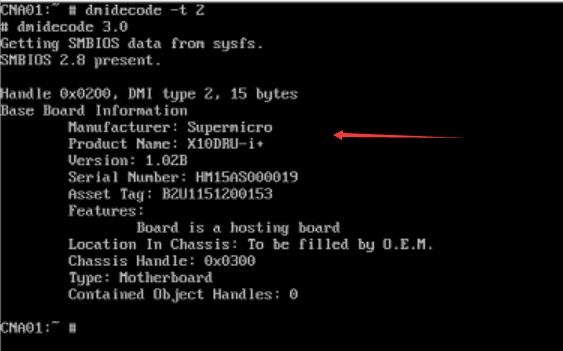 CNA01:~ # dmidecode -t 2
# dmidecode 3.0
Getting SMBIOS data from sysfs.
SMBIOS 2.8 present.
Handle 0x0200, DMI type 2, 15 bytes
Base Board Information
Manufacturer: Supermicro
Product Name: X10DRU-i+
Version: 1.02B
Serial Number: HM15AS000019
Asset Tag: B2U1151200153
Features:
Board is a hosting board
Location In Chassis: To be filled by O.E.M.
Chassis Handle: 0x0300
Type: Motherboard
Contained Object Handles: 0
CNA01:~ #